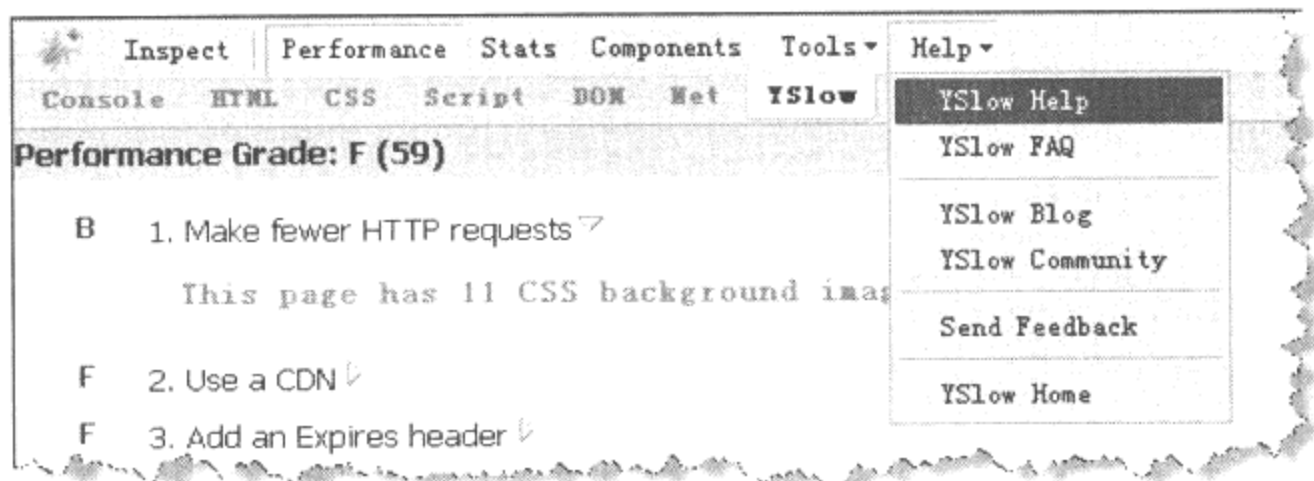 Inspect Performance Stats Components Tools Help
Console HTML CSS Script DOM Net YSlow
YSlow Help
YSlow FAQ
YSlow Blog
YSlow Community
Send Feedback
YSlow Home
Performance Grade: F (59)
B 1. Make fewer HTTP requests
This page has 11 CSS background
F 2. Use a CDN
F 3. Add an Expires header